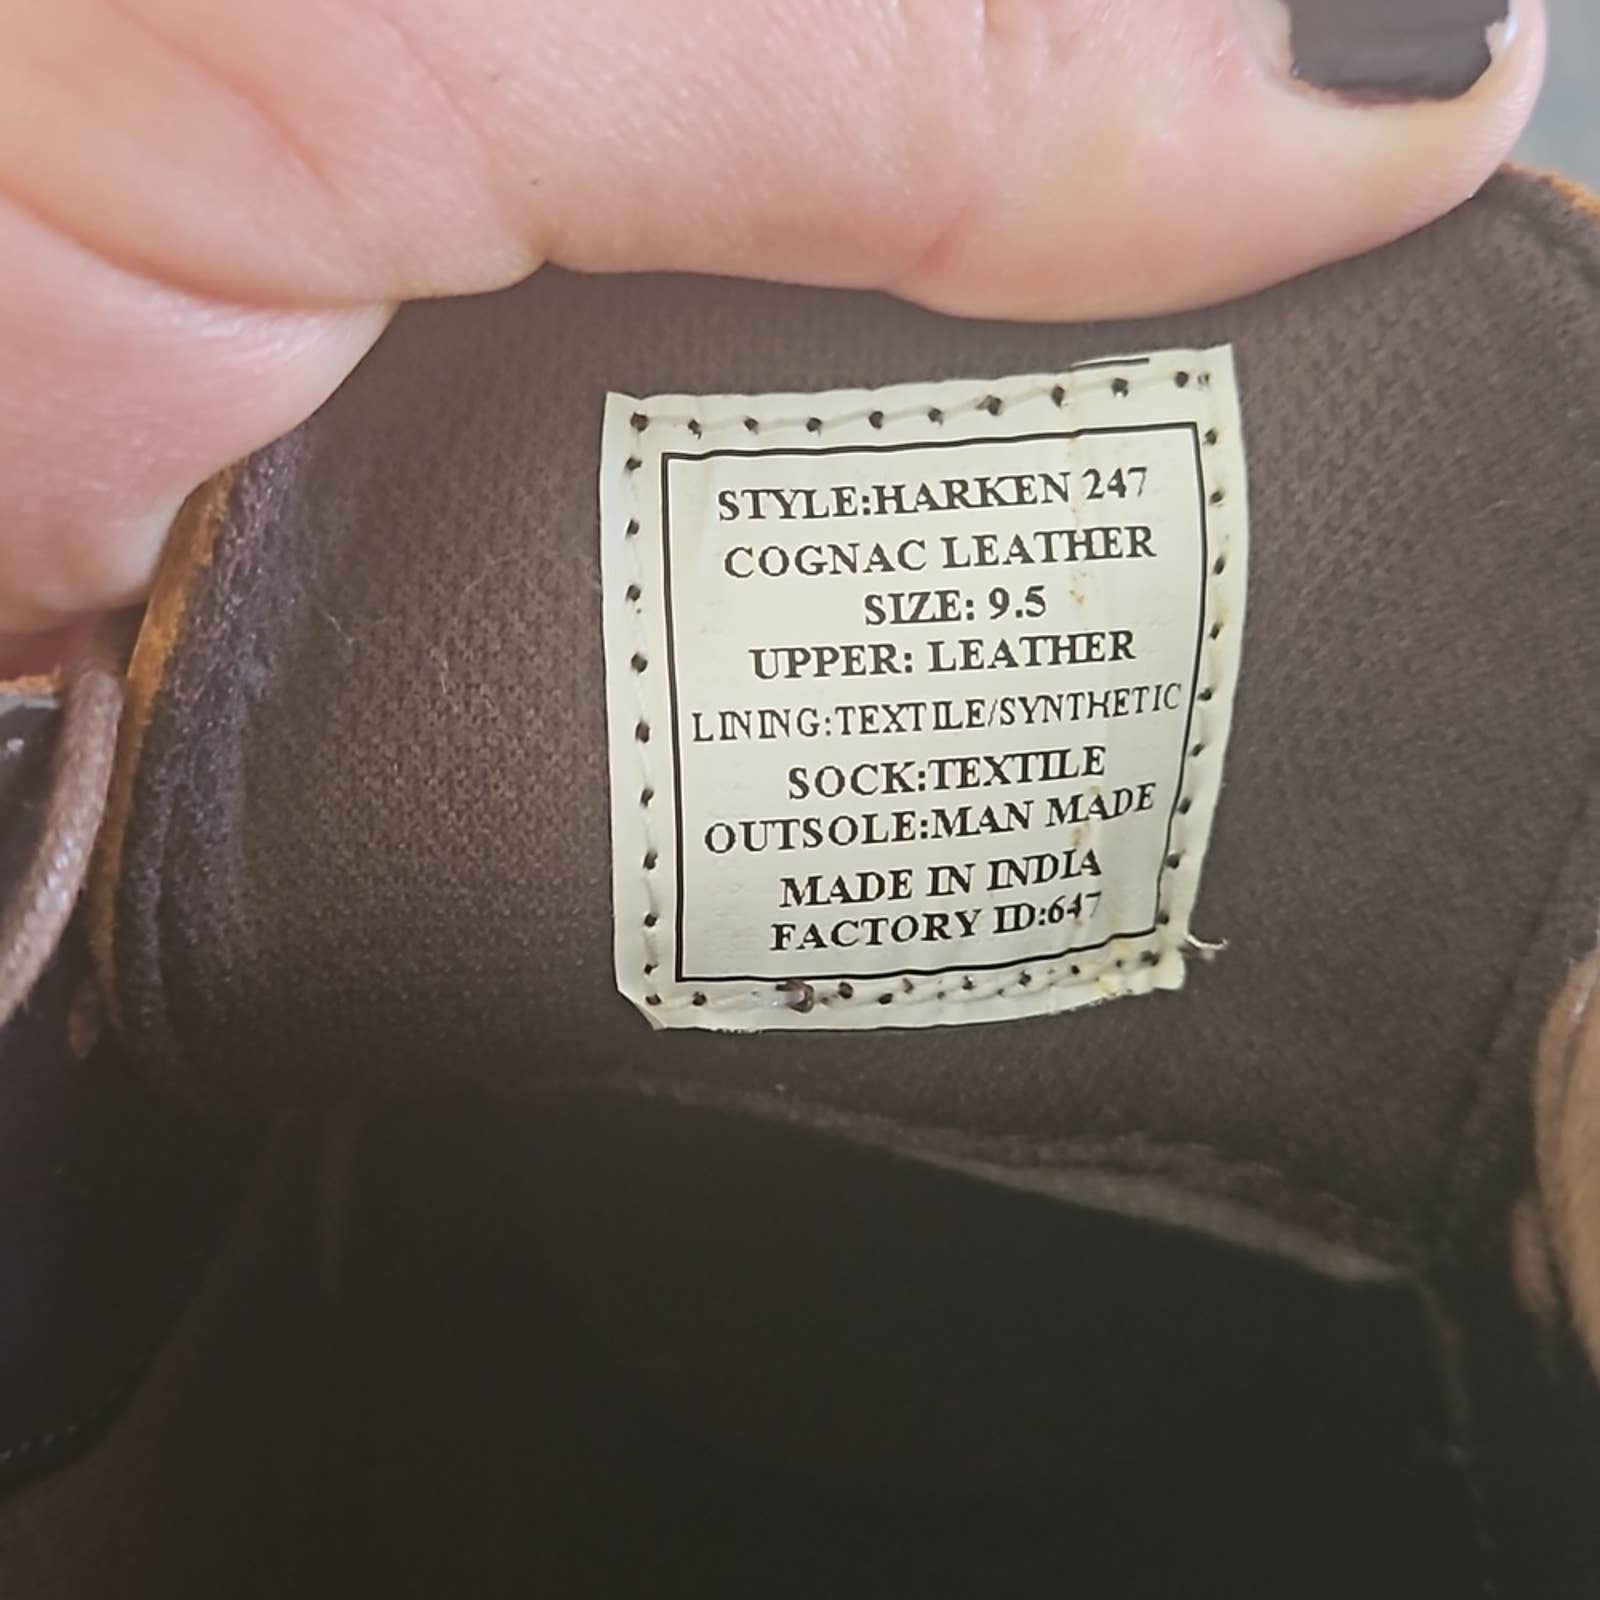 STYLE:HARKEN 247
COGNAC LEATHER
SIZE: 9.5
UPPER: LEATHER
LINING:TEXTILE/SYNTHETIC
SOCK:TEXTILE
OUTSOLE:MAN MADE
MADE IN INDIA
FACTORY ID:647